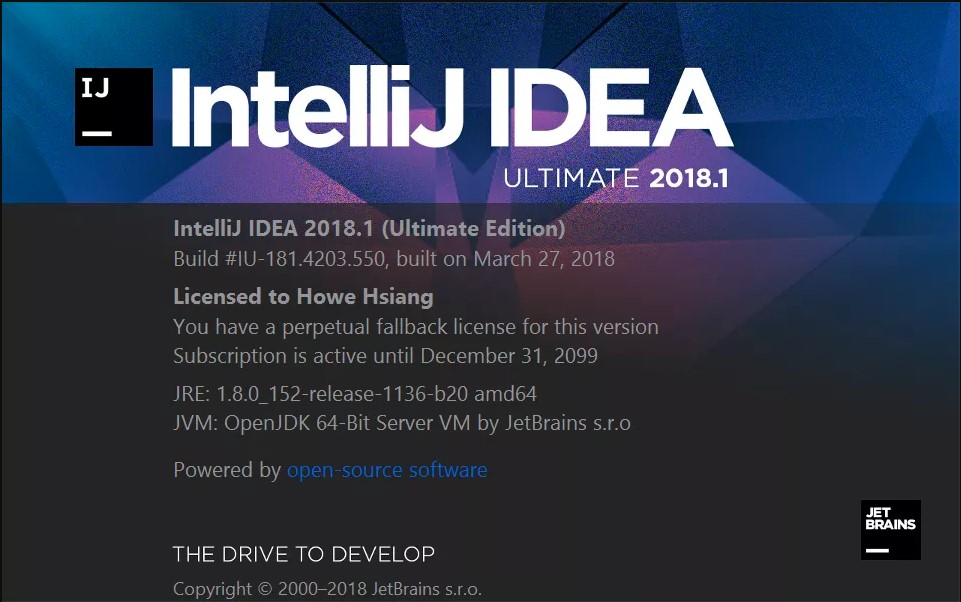 IJ
IntelliJ IDEA
ULTIMATE 2018.1
IntelliJ IDEA 2018.1 (Ultimate Edition)
Build #IU-181.4203.550, built on March 27, 2018
Licensed to Howe Hsiang
You have a perpetual fallback license for this version
Subscription is active until December 31, 2099
JRE: 1.8.0_152-release-1136-b20 amd64
JVM: OpenJDK 64-Bit Server VM by JetBrains s.r.o
Powered by open-source software
JET
BRAINS
THE DRIVE TO DEVELOP
Copyright © 2000–2018 JetBrains s.r.o.